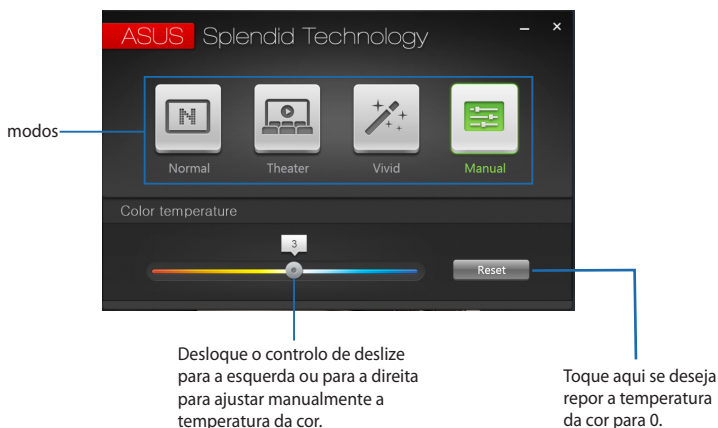 ASUS Splendid Technology
modos
Normal Theater Vivid Manual
Color temperature
3
Reset
Desloque o controlo de deslize
para a esquerda ou para a direita
para ajustar manualmente a
temperatura da cor.
Toque aqui se deseja
repor a temperatura
da cor para 0.